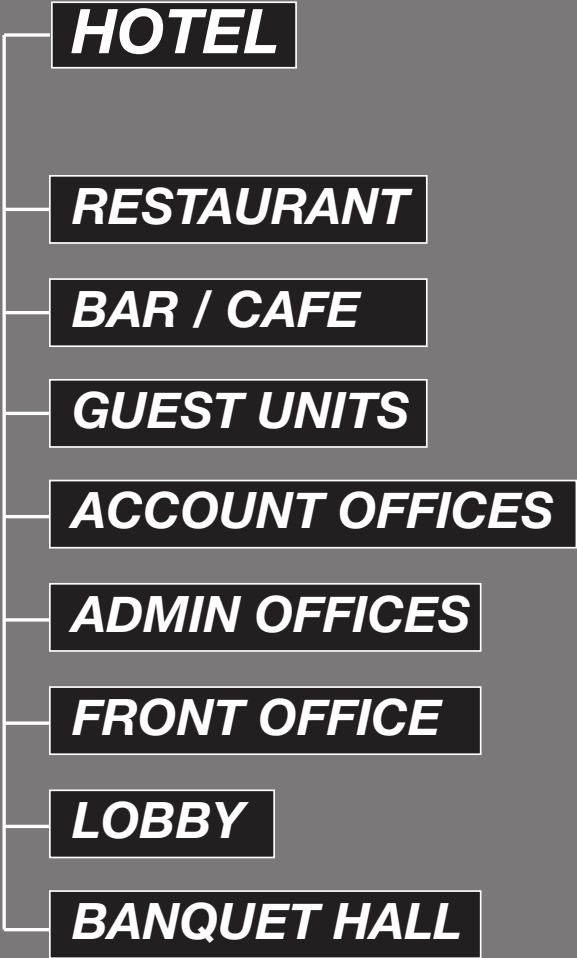 HOTEL
RESTAURANT
BAR / CAFE
GUEST UNITS
ACCOUNT OFFICES
ADMIN OFFICES
FRONT OFFICE
LOBBY
BANQUET HALL